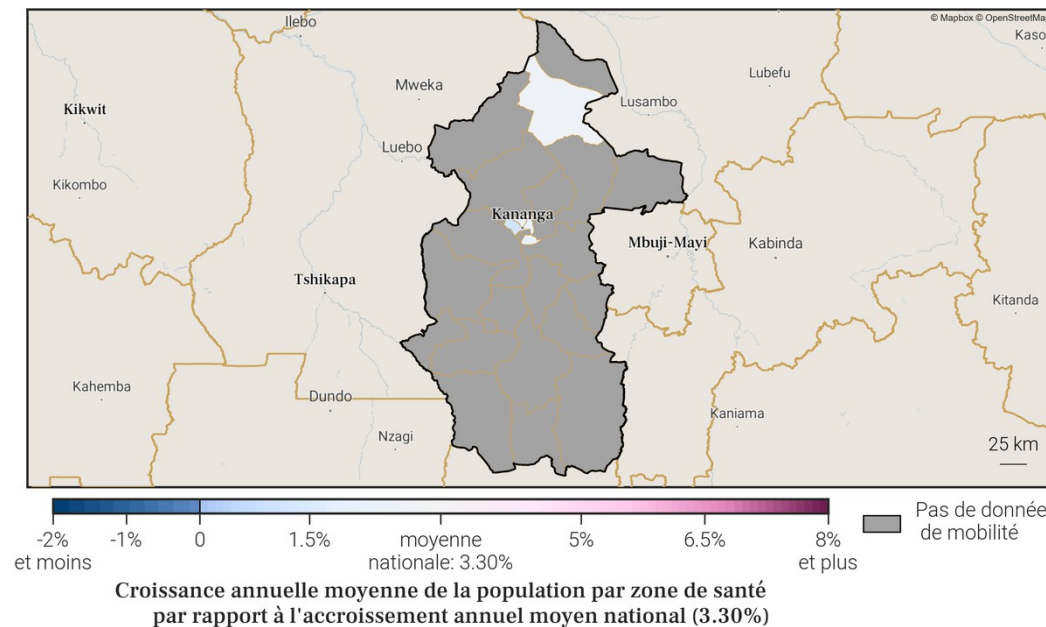 © Mapbox © OpenStreetMap
Ilebo
Kaso
Mweka
Lubefu
Lusambo
Kikwit
Luebo
Kikombo
Kananga
Mbuji-Mayi
Kabinda
Tshikapa
Kitanda
Kahemba
Dundo
Kaniama
Nzagi
25 km
-2%
et moins
-1%
0
1.5%
moyenne
nationale: 3.30%
5%
6.5%
8%
et plus
Pas de donnée
de mobilité
Croissance annuelle moyenne de la population par zone de santé
par rapport à l'accroissement annuel moyen national (3.30%)